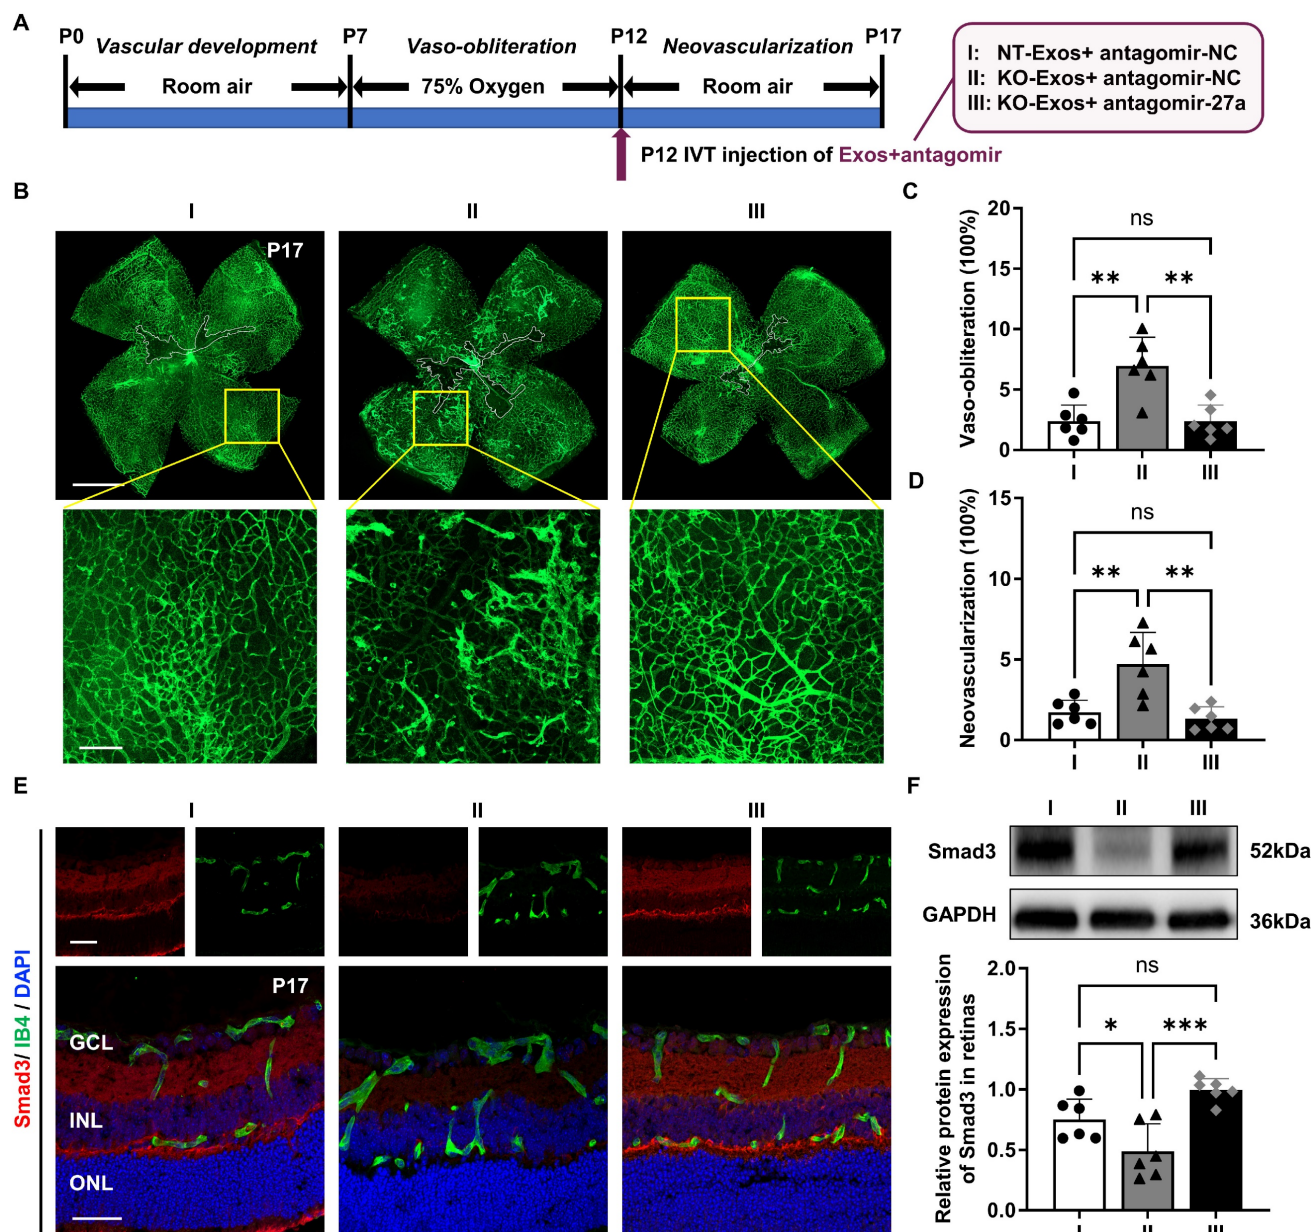 A
P0 Vascular development P7 Vaso-obliteration P12 Neovascularization P17
Room air 75% Oxygen Room air
P12 IVT injection of Exos+antagomir
I: NT-Exos+ antagomir-NC
II: KO-Exos+ antagomir-NC
III: KO-Exos+ antagomir-27a
B
I II III
P17
C
Vaso-obliteration (100%)
20
15
10
5
0
ns
** **
I II III
D
Neovascularization (100%)
15
10
5
0
ns
** **
I II III
E
I II III
Smad3/ IB4 / DAPI
P17
GCL
INL
ONL
F
I II III
Smad3 52kDa
GAPDH 36kDa
Relative protein expression
of Smad3 in retinas
2.0
1.5
1.0
0.5
0.0
ns
* ***
I II III